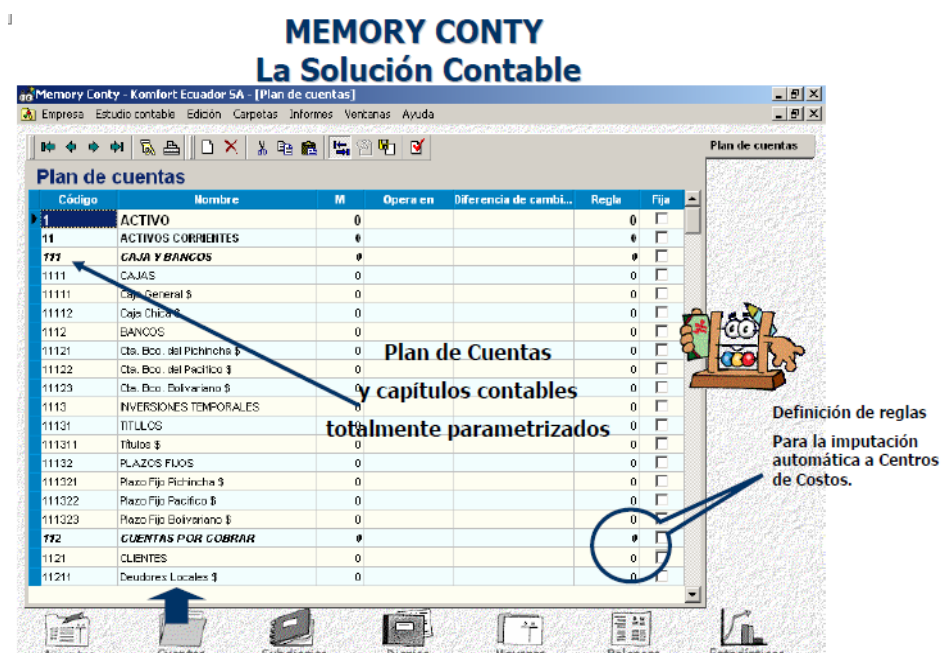 MEMORY CONTY
La Solución Contable
Memory Conty - Komfort Ecuador SA - [Plan de cuentas]
Empresa Estudio contable Edición Carpetas Informes Ventanas Ayuda
Plan de cuentas
Plan de cuentas
Código Nombre M Opera en Diferencia de cambi... Regla Fija
1 ACTIVO 0 0
11 ACTIVOS CORRIENTES 0 0
111 CAJA Y BANCOS 0 0
1111 CAJAS 0 0
11111 Caja General $ 0 0
11112 Caja Chica $ 0 0
1112 BANCOS 0 0
11121 Cta. Bco. del Pichincha $ 0 0
11122 Cta. Bco. del Pacifico $ 0 0
11123 Cta. Bco. Bolivariano $ 0 0
1113 INVERSIONES TEMPORALES 0 0
11131 TITULOS 0 0
111311 Títulos $ 0 0
11132 PLAZOS FIJOS 0 0
111321 Plazo Fijo Pichincha $ 0 0
111322 Plazo Fijo Pacifico $ 0 0
111323 Plazo Fijo Bolivariano $ 0 0
112 CUENTAS POR COBRAR 0 0
1121 CLIENTES 0 0
11211 Deudores Locales $ 0 0
Plan de Cuentas
y capítulos contables
totalmente parametrizados
Definición de reglas
Para la imputación
automática a Centros
de Costos.